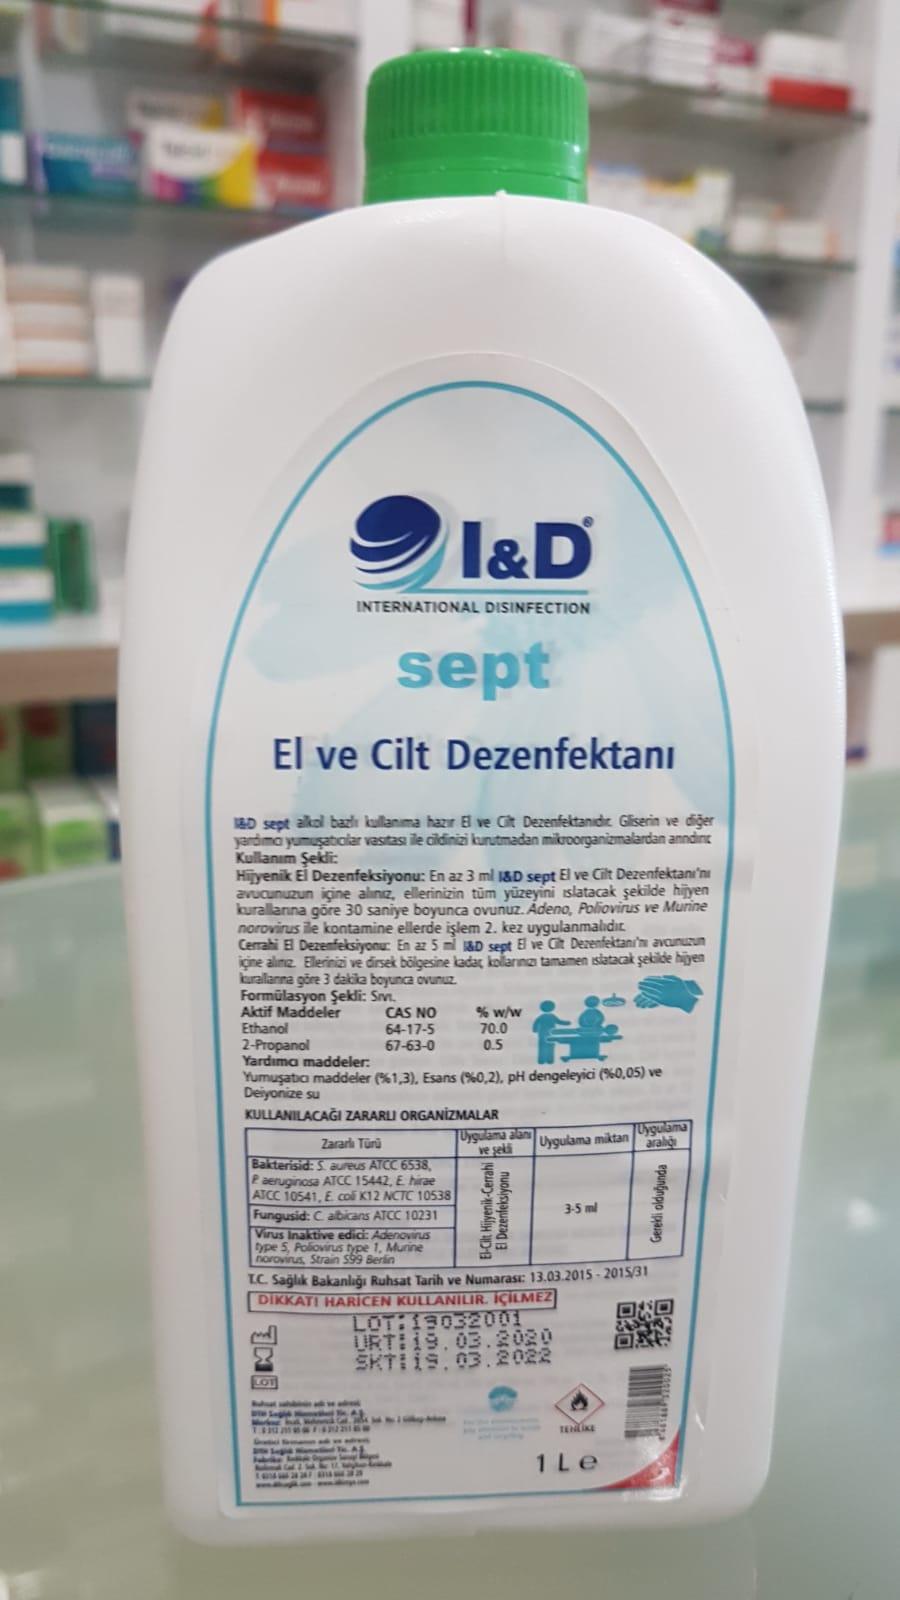 I&D®
INTERNATIONAL DISINFECTION
sept
El ve Cilt Dezenfektanı
I&D sept alkol bazlı kullanıma hazır El ve Cilt Dezenfektanıdır. Gliserin ve diğer
yardımcı yumuşatıcılar vasıtası ile cildinizi kurutmadan mikroorganizmalardan arındırır.
Kullanım Şekli:
Hijyenik El Dezenfeksiyonu: En az 3 ml I&D sept El ve Cilt Dezenfektanı'nı
avucunuzun içine alınız, ellerinizin tüm yüzeyini ıslatacak şekilde hijyen
kurallarına göre 30 saniye boyunca ovunuz. Adeno, Poliovirus ve Murine
norovirus ile kontamine ellerde işlem 2. kez uygulanmalıdır.
Cerrahi El Dezenfeksiyonu: En az 5 ml I&D sept El ve Cilt Dezenfektanı'nı avcunuzun
içine alınız. Ellerinizi ve dirsek bölgesine kadar, kollarınızı tamamen ıslatacak şekilde hijyen
kurallarına göre 3 dakika boyunca ovunuz.
Formülasyon Şekli: Sıvı.
Aktif Maddeler CAS NO % w/w
Ethanol 64-17-5 70.0
2-Propanol 67-63-0 0.5
Yardımcı maddeler:
Yumuşatıcı maddeler (%1,3), Esans (%0,2), pH dengeleyici (%0,05) ve
Deiyonize su
KULLANILACAĞI ZARARLI ORGANİZMALAR
Zararlı Türü
Uygulama alanı
ve şekli
Uygulama miktarı
Uygulama
aralığı
Bakterisid: S. aureus ATCC 6538,
P. aeruginosa ATCC 15442, E. hirae
ATCC 10541, E. coli K12 NCTC 10538
Fungusid: C. albicans ATCC 10231
Virus İnaktive edici: Adenovirus
type 5, Poliovirus type 1, Murine
norovirus, Strain S99 Berlin
El-Cilt Hijyenik-Cerrahi
El Dezenfeksiyonu
3-5 ml
Gerekli olduğunda
T.C. Sağlık Bakanlığı Ruhsat Tarih ve Numarası: 13.03.2015 - 2015/31
DİKKAT! HARİCEN KULLANILIR. İÇİLMEZ
LOT:19032001
URT:19.03.2020
SKT:19.03.2022
LOT
Ruhsat sahibinin adı ve adresi:
TEHLİKE
1 L e